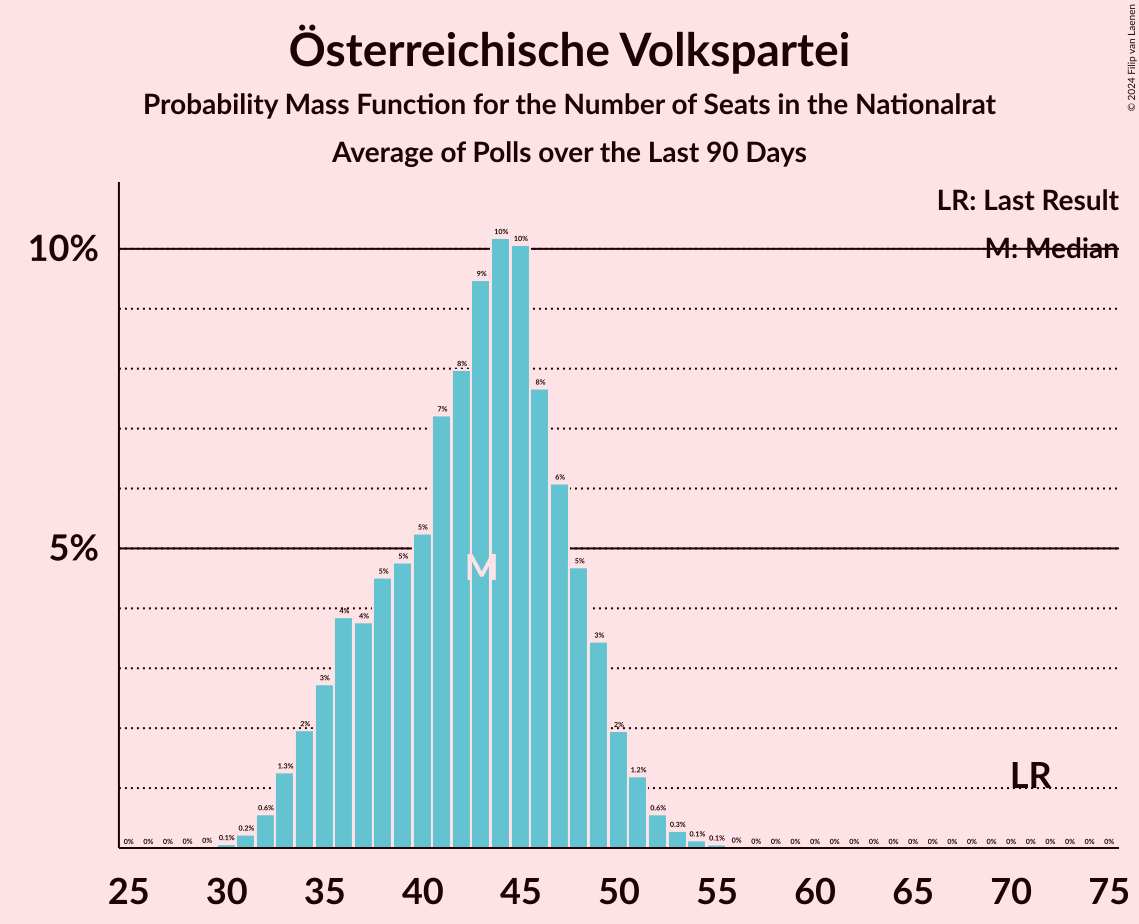 Österreichische Volkspartei
Probability Mass Function for the Number of Seats in the Nationalrat
Average of Polls over the Last 90 Days
© 2024 Filip van Laenen
LR: Last Result
M: Median
10%
5%
0% 0% 0% 0% 0% 0.1% 0.2% 0.6% 1.3% 2% 3% 4% 4% 5% 5% 5% 7% 8% 9% 10% 10% 8% 6% 5% 3% 2% 1.2% 0.6% 0.3% 0.1% 0.1% 0% 0% 0% 0% 0% 0% 0% 0% 0% 0% 0% 0% 0% 0% 0% 0% 0% 0% 0% 0%
M
LR
25 30 35 40 45 50 55 60 65 70 75